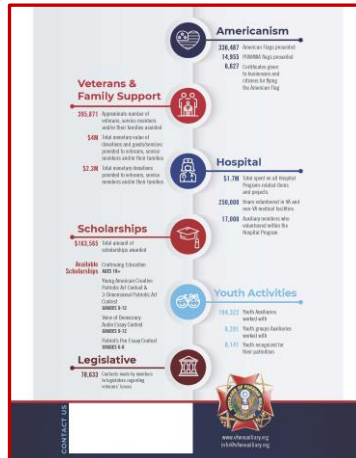 Americanism
336,487 American Flags presented
14,955 POW/MIA flags presented
6,627 Certificates given
to businesses and
citizens for flying
the American Flag
Veterans &
Family Support
395,871 Approximate number of
veterans, service members
and/or their families assisted
$4M Total monetary value of
donations and goods/services
provided to veterans, service
members and/or their families
$2.3M Total monetary donations
provided to veterans, service
members and/or their families
Hospital
$1.7M Total spent on all Hospital
Program related items
and projects
250,000 Hours volunteered in VA and
non-VA medical facilities
17,000 Auxiliary members who
volunteered within the
Hospital Program
Scholarships
$163,565 Total amount of
scholarships awarded
Available Scholarships
Continuing Education
AGES 18+
Young American Creative
Patriotic Art Contest &
3-Dimensional Patriotic Art
Contest
GRADES 9-12
Voice of Democracy
Audio Essay Contest
GRADES 9-12
Patriot's Pen Essay Contest
GRADES 6-8
Youth Activities
Youth Auxiliaries
worked with
Youth groups Auxiliaries
worked with
Youth recognized for
their patriotism
Legislative
78,633 Contacts made by members
to legislators regarding
veterans' issues
CONTACT US
www.vfwauxiliary.org
info@vfwauxiliary.org